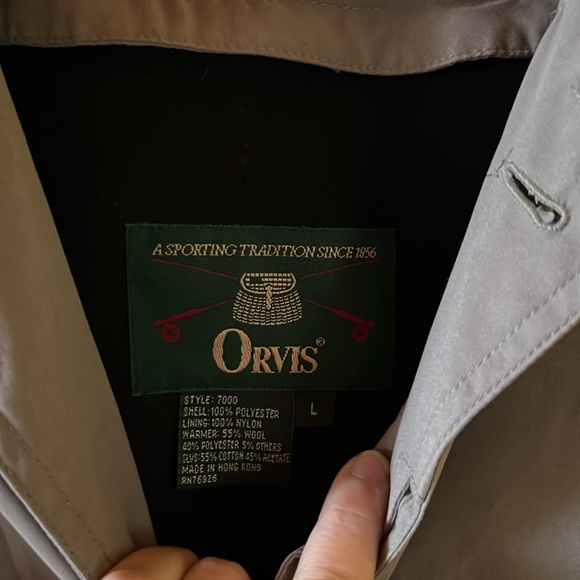 A SPORTING TRADITION SINCE 1856
ORVIS®
STYLE: 7000
SHELL: 100% POLYESTER
LINING: 100% NYLON
WARMER: 55% WOOL
40% POLYESTER 5% OTHERS
SLVS: 55% COTTON 45% ACETATE
MADE IN HONG KONG
RN76926
L